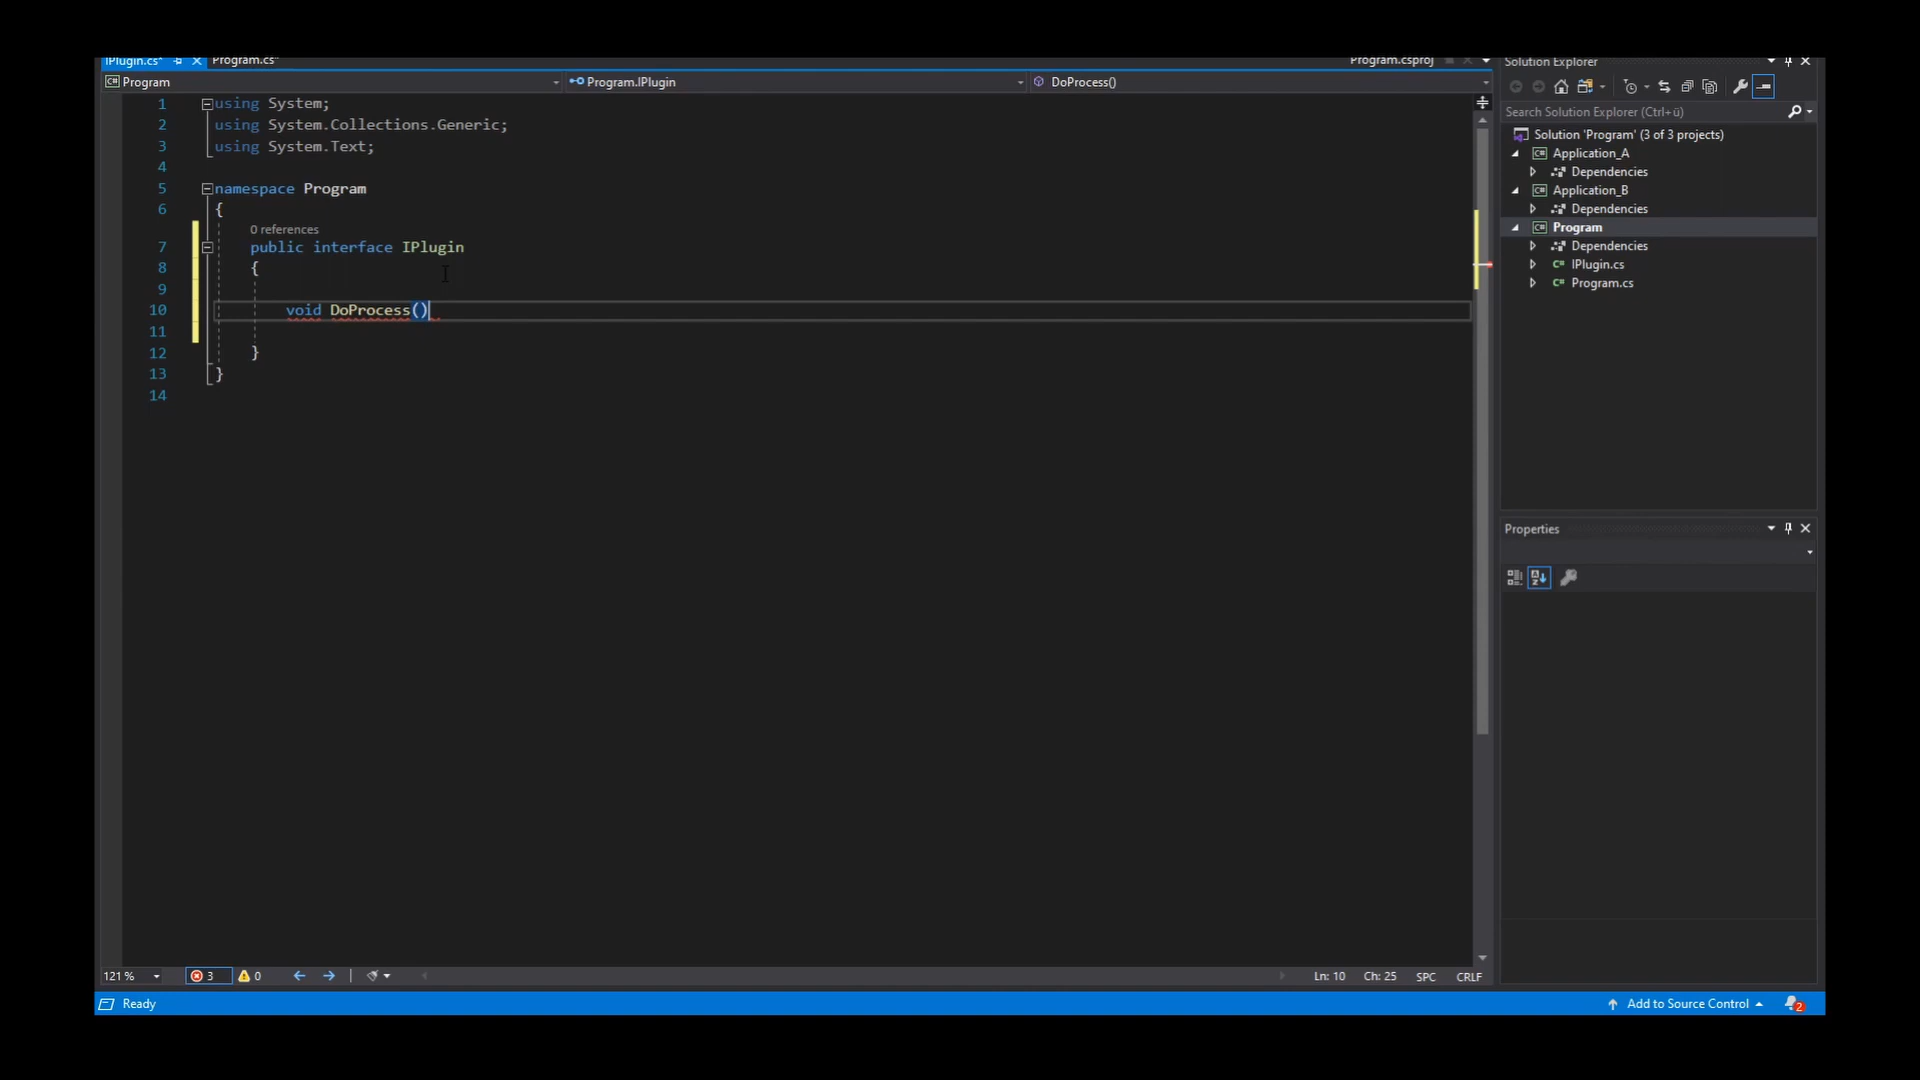 IPlugin.cs*
Program.cs*
Program.csproj
Program
Program.IPlugin
DoProcess()
1 using System;
2 using System.Collections.Generic;
3 using System.Text;
4
5 namespace Program
6 {
0 references
7 public interface IPlugin
8 {
9
10 void DoProcess()
11
12 }
13 }
14
121 %
3
0
Ln: 10
Ch: 25
SPC
CRLF
Ready
Add to Source Control
2
Solution Explorer
Search Solution Explorer (Ctrl+ü)
Solution 'Program' (3 of 3 projects)
C# Application_A
Dependencies
C# Application_B
Dependencies
C# Program
Dependencies
C# IPlugin.cs
C# Program.cs
Properties